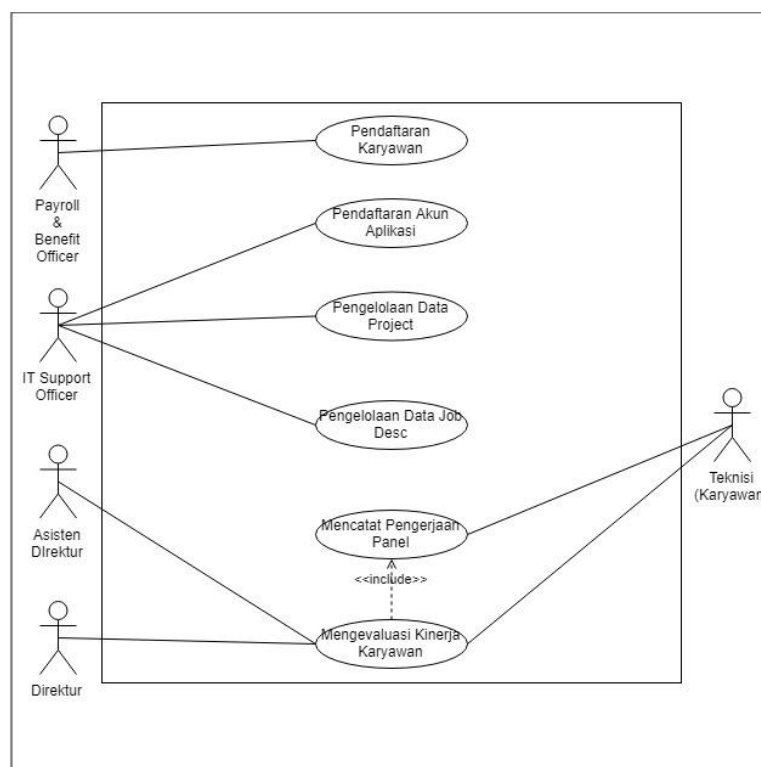 Pendaftaran
Karyawan
Payroll
&
Benefit
Officer
Pendaftaran Akun
Aplikasi
Pengelolaan Data
Project
IT Support
Officer
Pengelolaan Data Job
Desc
Teknisi
(Karyawan
Asisten
DIrektur
Mencatat Pengerjaan
Panel
<<include>>
Mengevaluasi Kinerja
Karyawan
Direktur